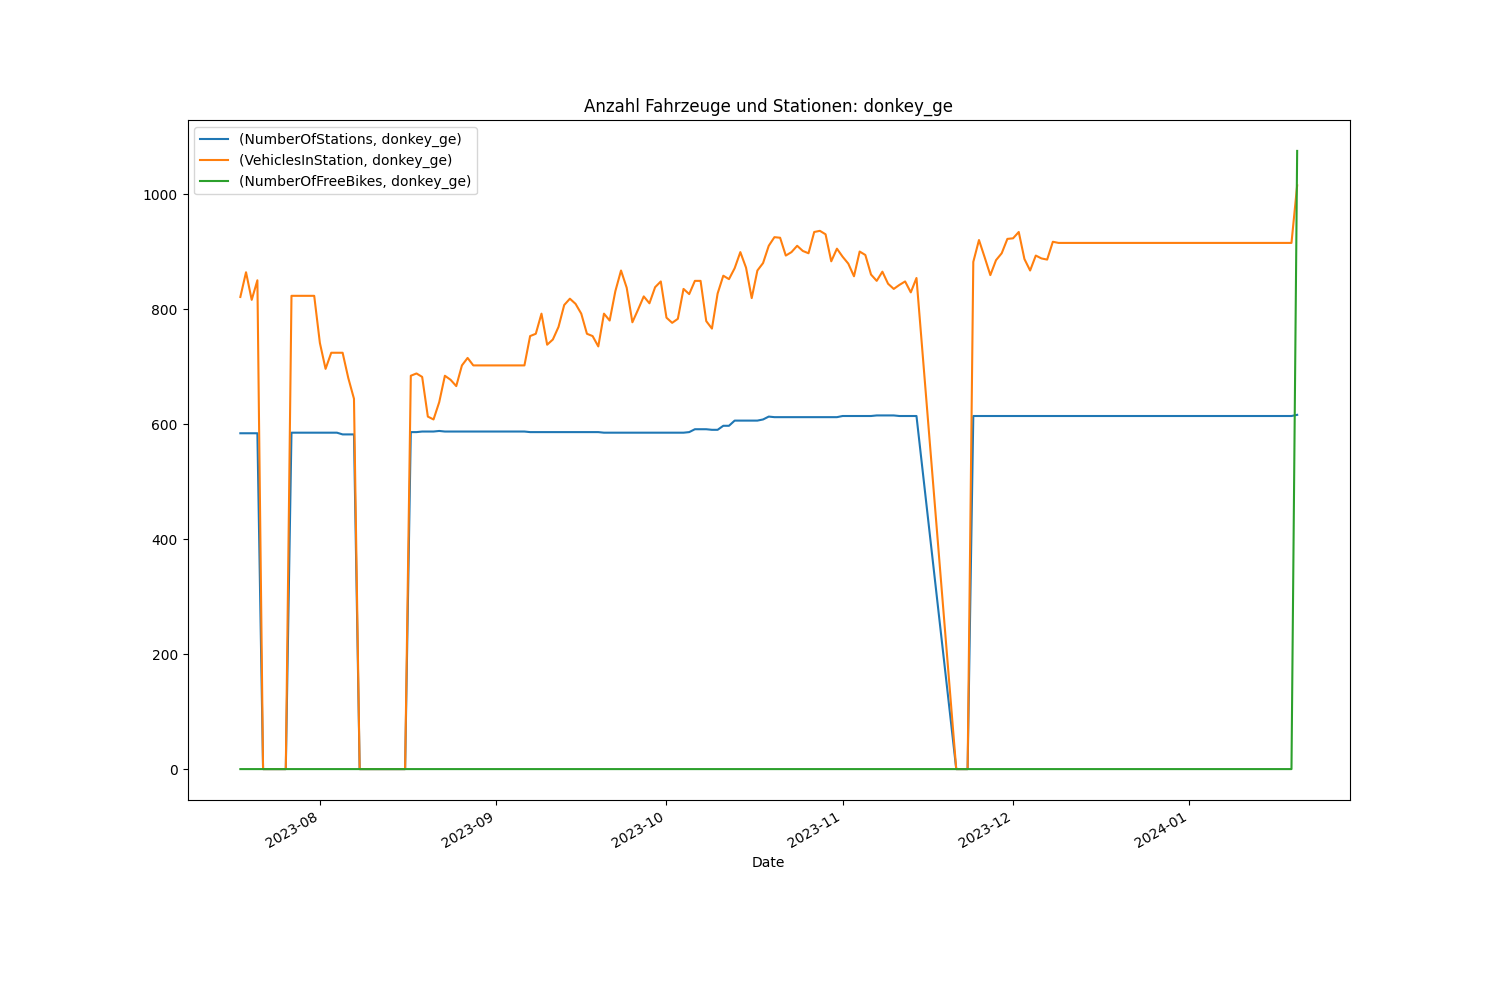 Anzahl Fahrzeuge und Stationen: donkey_ge
(NumberOfStations, donkey_ge)
(VehiclesInStation, donkey_ge)
(NumberOfFreeBikes, donkey_ge)
1000
800
600
400
200
0
2023-08
2023-09
2023-10
2023-11
2023-12
2024-01
Date